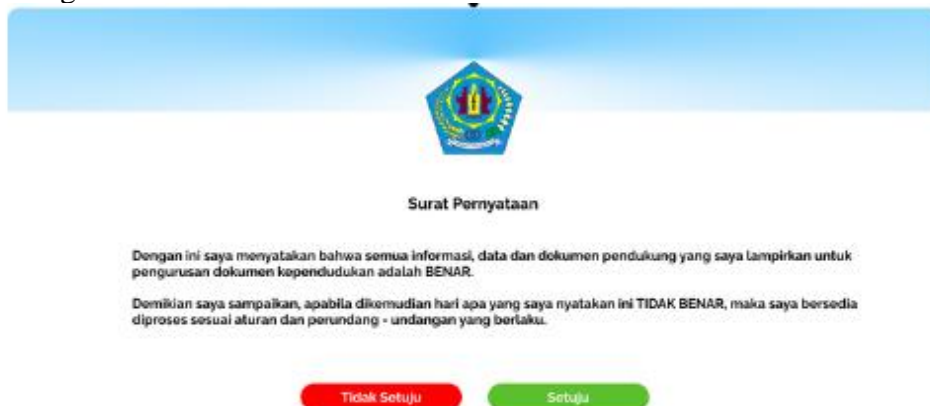 Surat Pernyataan
Dengan ini saya menyatakan bahwa semua informasi, data dan dokumen pendukung yang saya lampirkan untuk
pengurusan dokumen kependudukan adalah BENAR.
Demikian saya sampaikan, apabila dikemudian hari apa yang saya nyatakan ini TIDAK BENAR, maka saya bersedia
diproses sesuai aturan dan perundang - undangan yang berlaku.
Tidak Setuju
Setuju